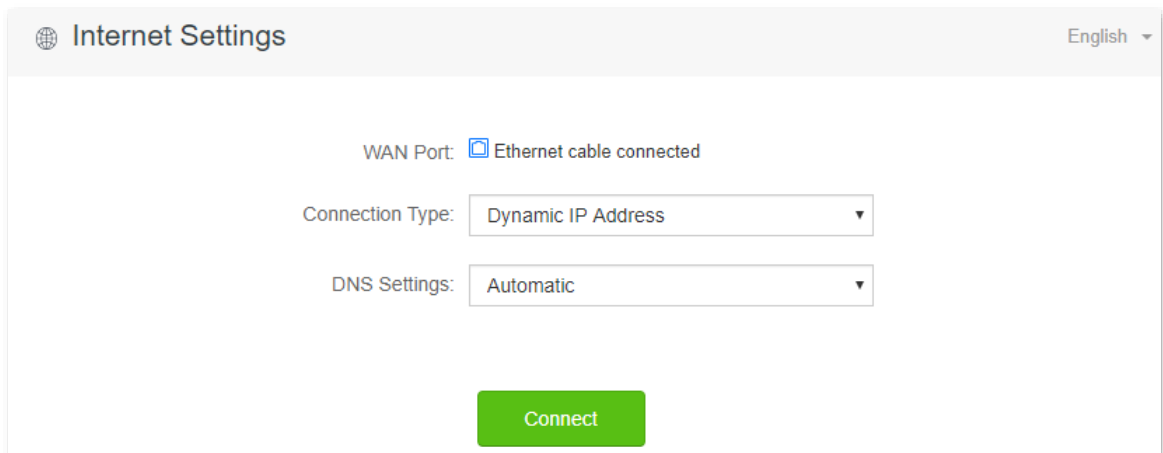 Internet Settings
English
WAN Port: Ethernet cable connected
Connection Type: Dynamic IP Address
DNS Settings: Automatic
Connect